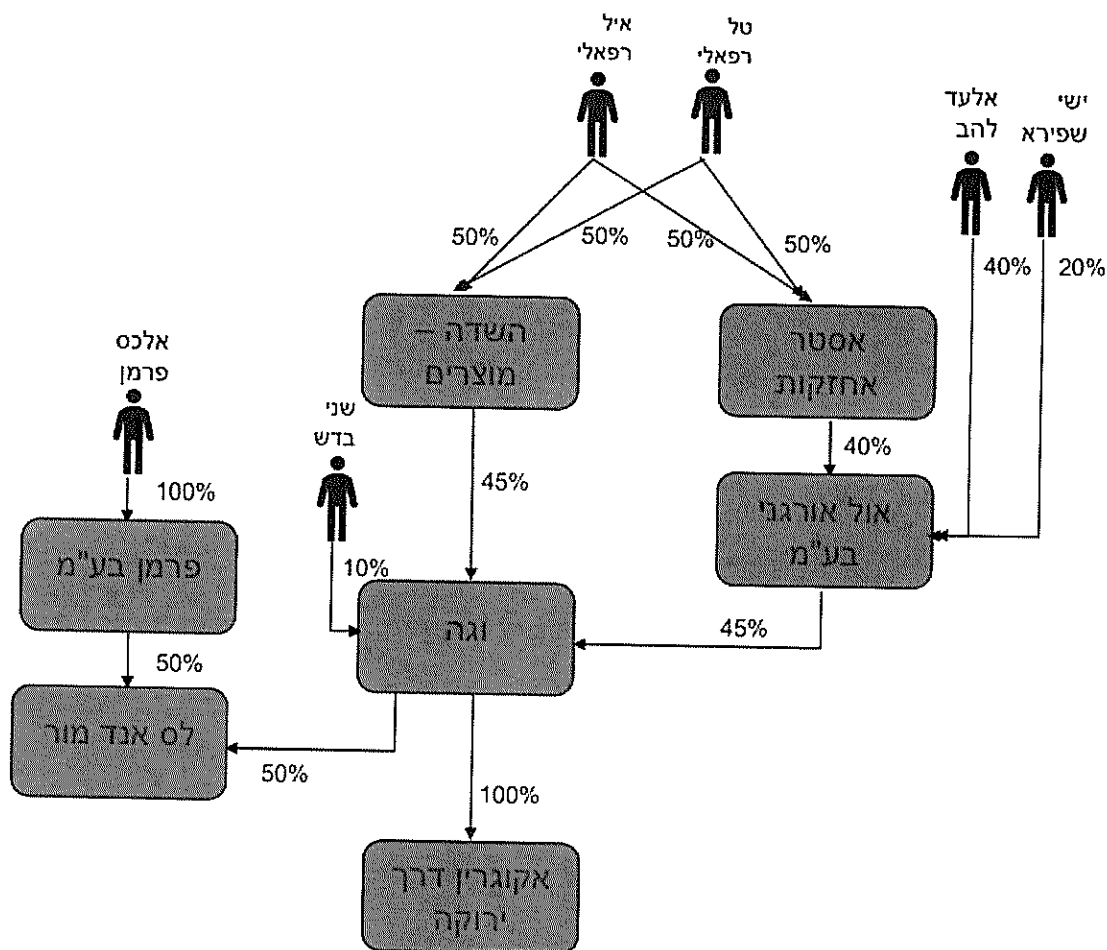 טל
רפאלי
איל
רפאלי
ישי
שפירא
אלעד
להב
50%
50%
50%
50%
40%
20%
אסטר
אחזקות
השדה –
מוצרים
אלכס
פרמן
שני
בדש
40%
45%
100%
אול אורגני
בע"מ
פרמן בע"מ
10%
וגה
45%
50%
לס אנד מור
50%
100%
אקוגרין דרך
ירוקה